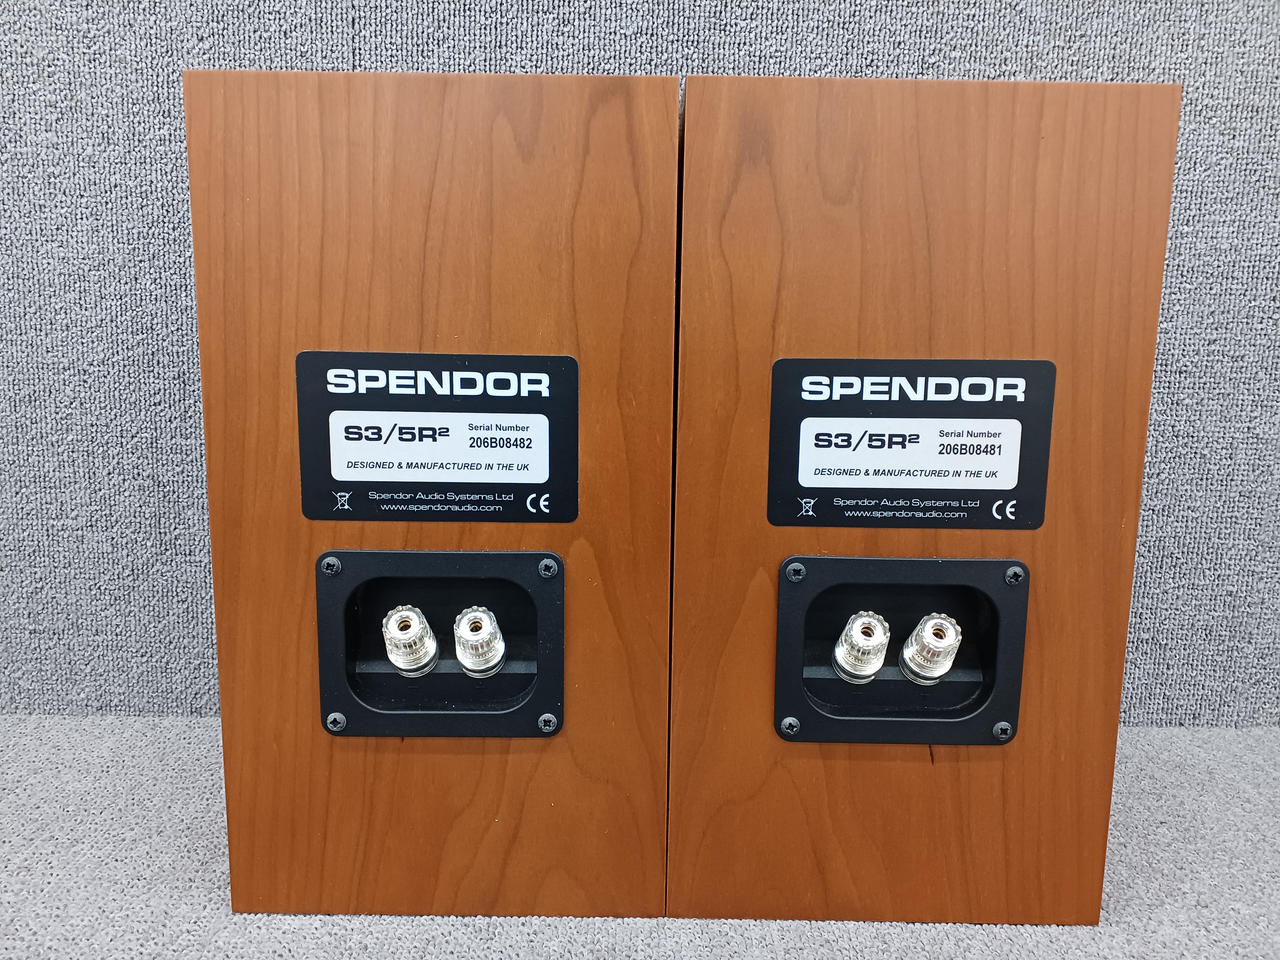 SPENDOR
S3/5R²
Serial Number
206B08482
DESIGNED & MANUFACTURED IN THE UK
Spendor Audio Systems Ltd
www.spendoraudio.com
CE
SPENDOR
S3/5R²
Serial Number
206B08481
DESIGNED & MANUFACTURED IN THE UK
Spendor Audio Systems Ltd
www.spendoraudio.com
CE